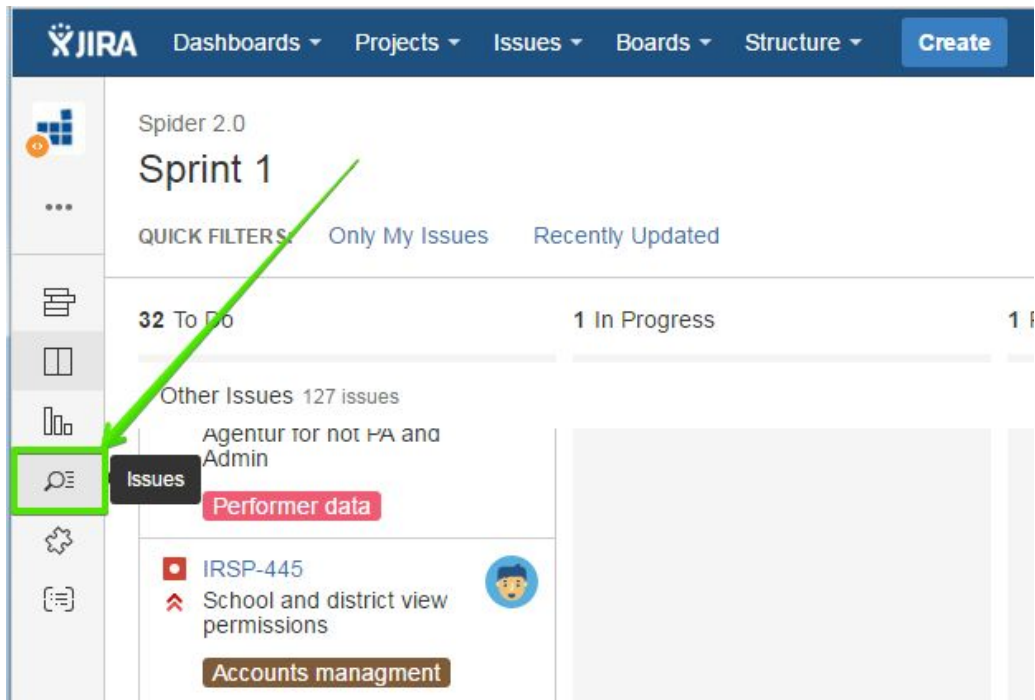 JIRA Dashboards Projects Issues Boards Structure Create
Spider 2.0
Sprint 1
QUICK FILTERS: Only My Issues Recently Updated
32 To Do 1 In Progress 1
Other Issues 127 issues
Agentur for not PA and
Admin
Issues
Performer data
IRSP-445
School and district view
permissions
Accounts managment